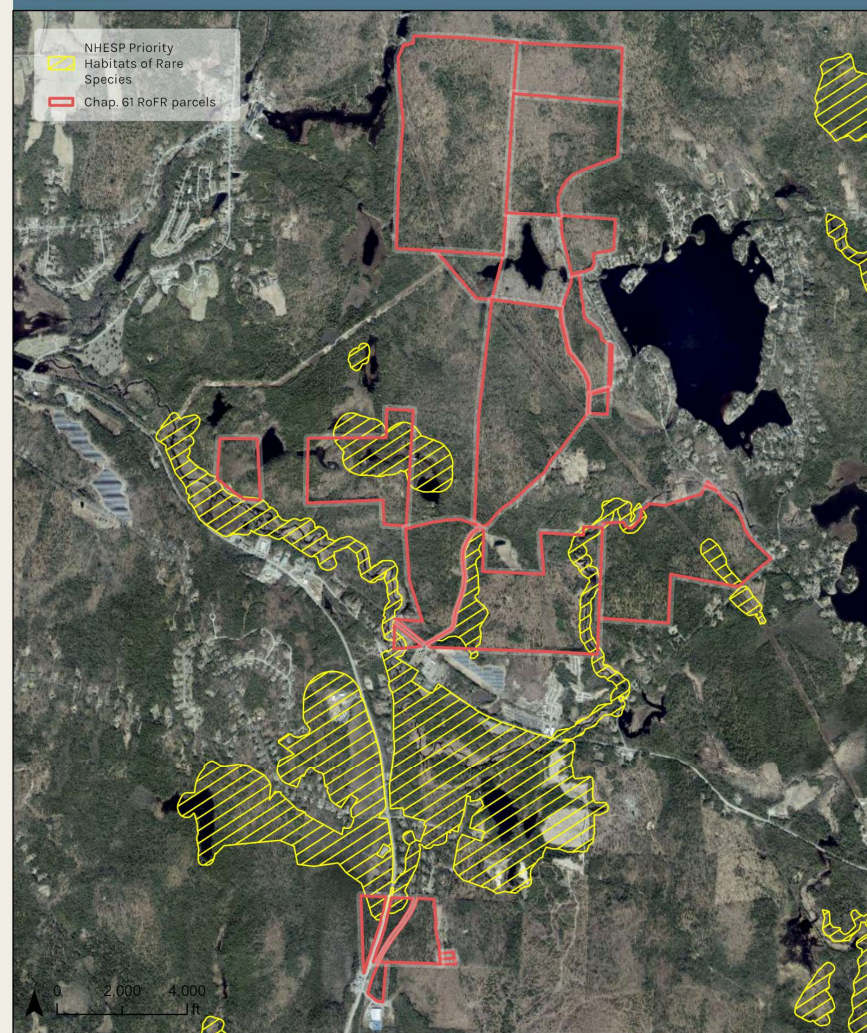 NHESP Priority
Habitats of Rare
Species
Chap. 61 RoFR parcels
0 2,000 4,000
ft